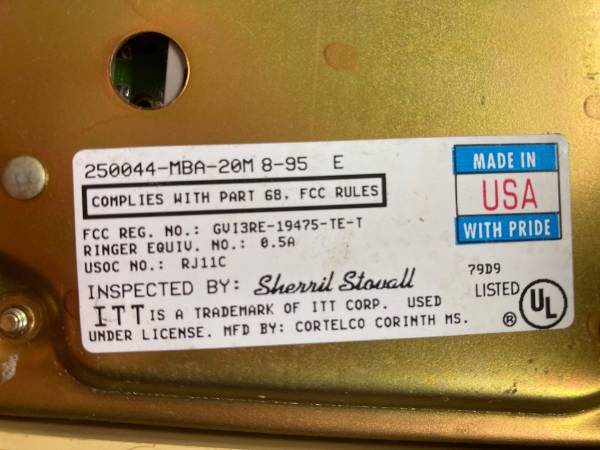 250044-MBA-20M 8-95 E
COMPLIES WITH PART 68, FCC RULES
FCC REG. NO.: GVI3RE-19475-TE-T
RINGER EQUIV. NO.: 0.5A
USOC NO.: RJ11C
INSPECTED BY: Sherril Stovall
ITT IS A TRADEMARK OF ITT CORP. USED
UNDER LICENSE. MFD BY: CORTELCO CORINTH MS.
MADE IN
USA
WITH PRIDE
79D9
LISTED UL
®